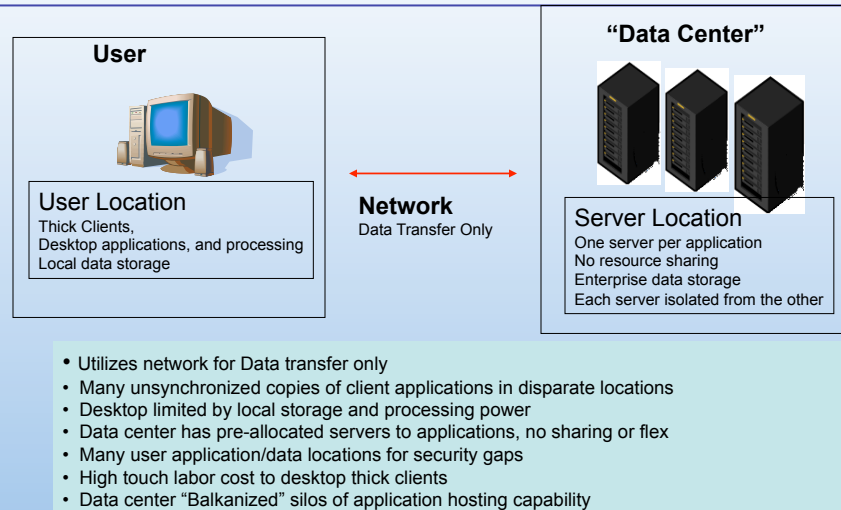 User
User Location
Thick Clients,
Desktop applications, and processing
Local data storage
Network
Data Transfer Only
“Data Center”
Server Location
One server per application
No resource sharing
Enterprise data storage
Each server isolated from the other
• Utilizes network for Data transfer only
• Many unsynchronized copies of client applications in disparate locations
• Desktop limited by local storage and processing power
• Data center has pre-allocated servers to applications, no sharing or flex
• Many user application/data locations for security gaps
• High touch labor cost to desktop thick clients
• Data center “Balkanized” silos of application hosting capability